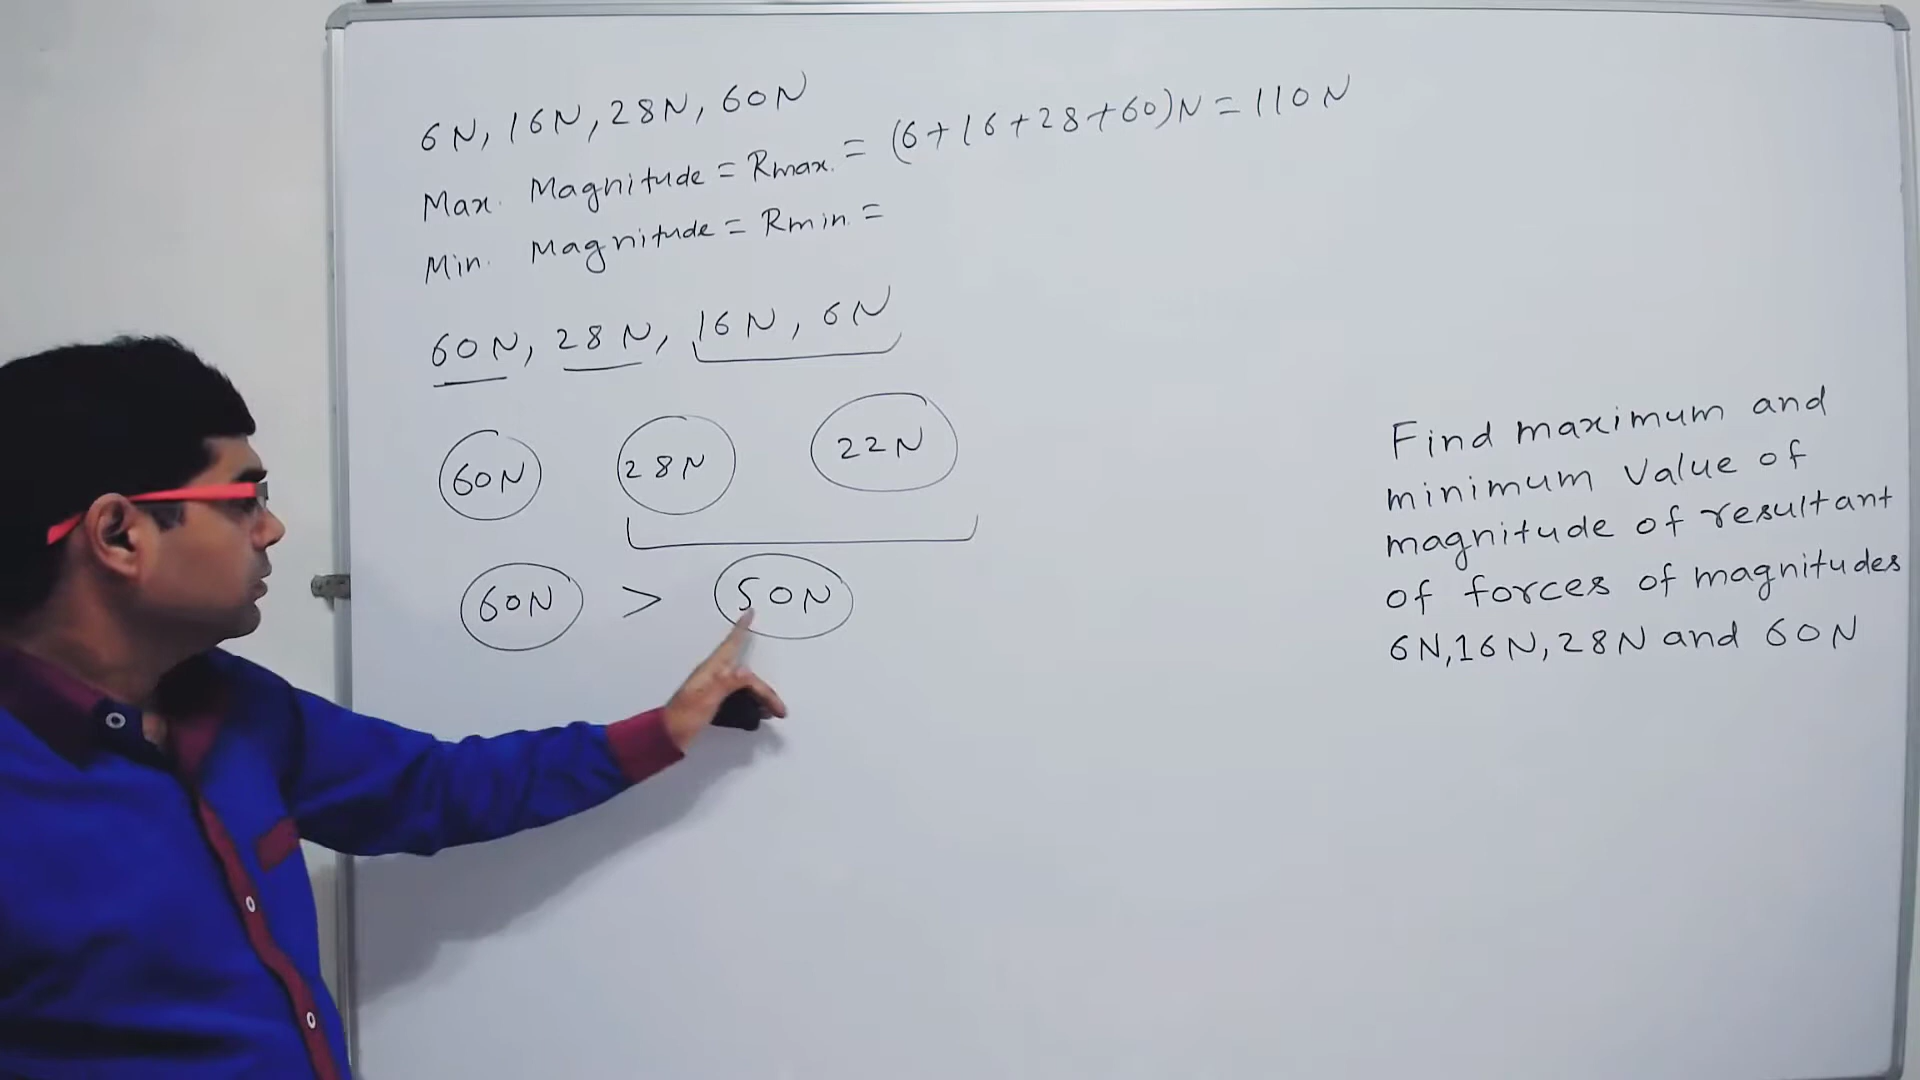 6N, 16N, 28N, 60N
Max. Magnitude = Rmax. = (6+16+28+60)N = 110N
Min. Magnitude = Rmin. =
60N, 28N, 16N, 6N
60N 28N 22N
60N > 50N
Find maximum and
minimum value of
magnitude of resultant
of forces of magnitudes
6N, 16N, 28N and 60N